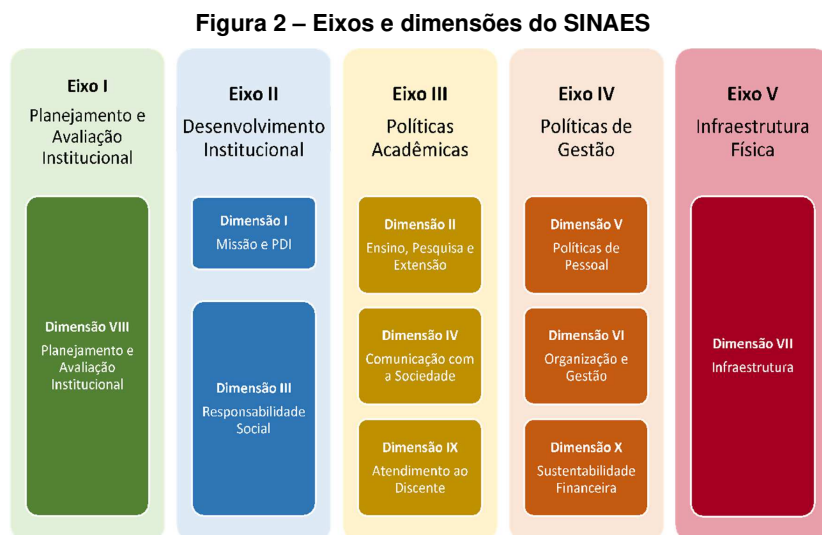 Figura 2 – Eixos e dimensões do SINAES
Eixo I
Planejamento e
Avaliação
Institucional
Dimensão VIII
Planejamento e
Avaliação
Institucional
Eixo II
Desenvolvimento
Institucional
Dimensão I
Missão e PDI
Dimensão III
Responsabilidade
Social
Eixo III
Políticas
Acadêmicas
Dimensão II
Ensino, Pesquisa e
Extensão
Dimensão IV
Comunicação com
a Sociedade
Dimensão IX
Atendimento ao
Discente
Eixo IV
Políticas de
Gestão
Dimensão V
Políticas de
Pessoal
Dimensão VI
Organização e
Gestão
Dimensão X
Sustentabilidade
Financeira
Eixo V
Infraestrutura
Física
Dimensão VII
Infraestrutura